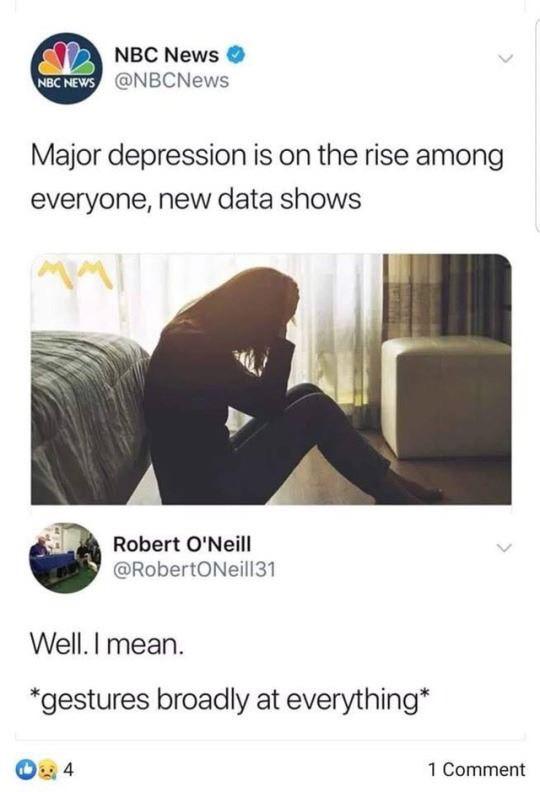 NBC News
NBC NEWS
@NBCNews
Major depression is on the rise among
everyone, new data shows
Robert O'Neill
@RobertONeill31
Well. I mean.
*gestures broadly at everything*
4
1 Comment